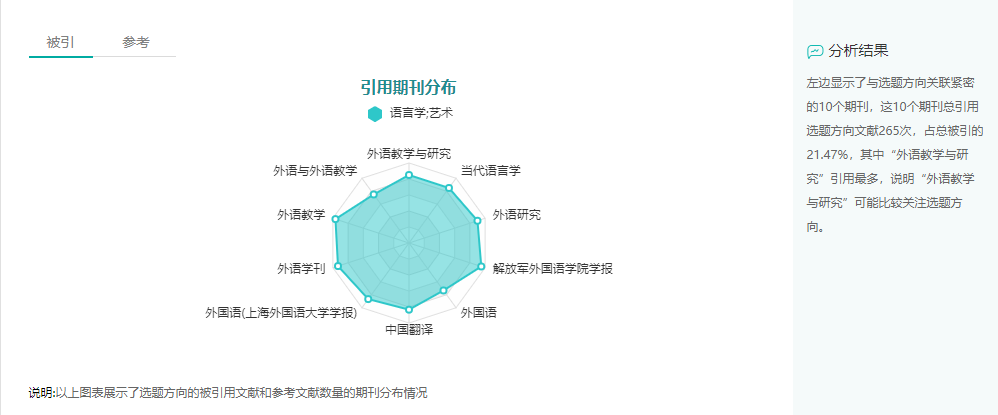 被引 参考
引用期刊分布
语言学;艺术
外语教学与研究
外语与外语教学 当代语言学
外语教学 外语研究
外语学刊 解放军外国语学院学报
外国语(上海外国语大学学报) 外国语
中国翻译
说明:以上图表展示了选题方向的被引用文献和参考文献数量的期刊分布情况
分析结果
左边显示了与选题方向关联紧密
的10个期刊，这10个期刊总引用
选题方向文献265次，占总被引的
21.47%，其中“外语教学与研
究”引用最多，说明“外语教学
与研究”可能比较关注选题方
向。